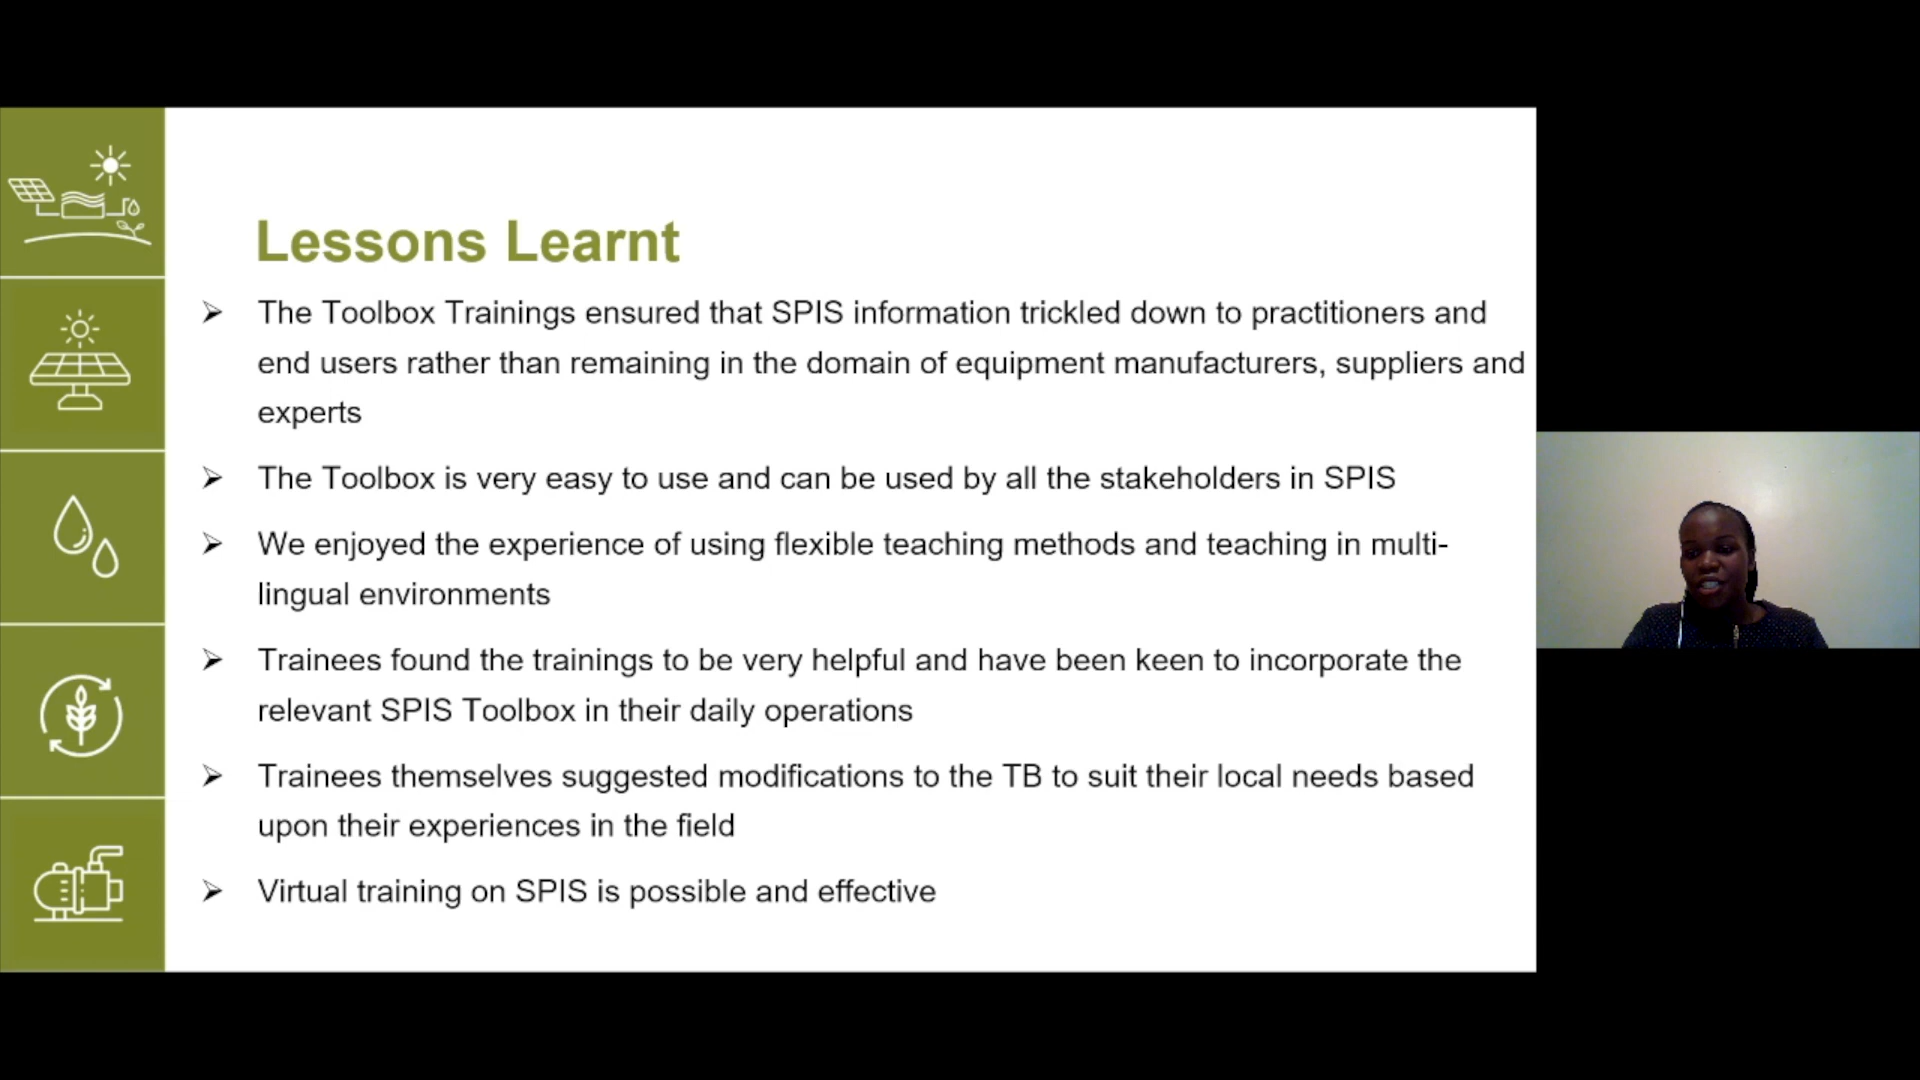 Lessons Learnt
➢ The Toolbox Trainings ensured that SPIS information trickled down to practitioners and
end users rather than remaining in the domain of equipment manufacturers, suppliers and
experts
➢ The Toolbox is very easy to use and can be used by all the stakeholders in SPIS
➢ We enjoyed the experience of using flexible teaching methods and teaching in multi-
lingual environments
➢ Trainees found the trainings to be very helpful and have been keen to incorporate the
relevant SPIS Toolbox in their daily operations
➢ Trainees themselves suggested modifications to the TB to suit their local needs based
upon their experiences in the field
➢ Virtual training on SPIS is possible and effective